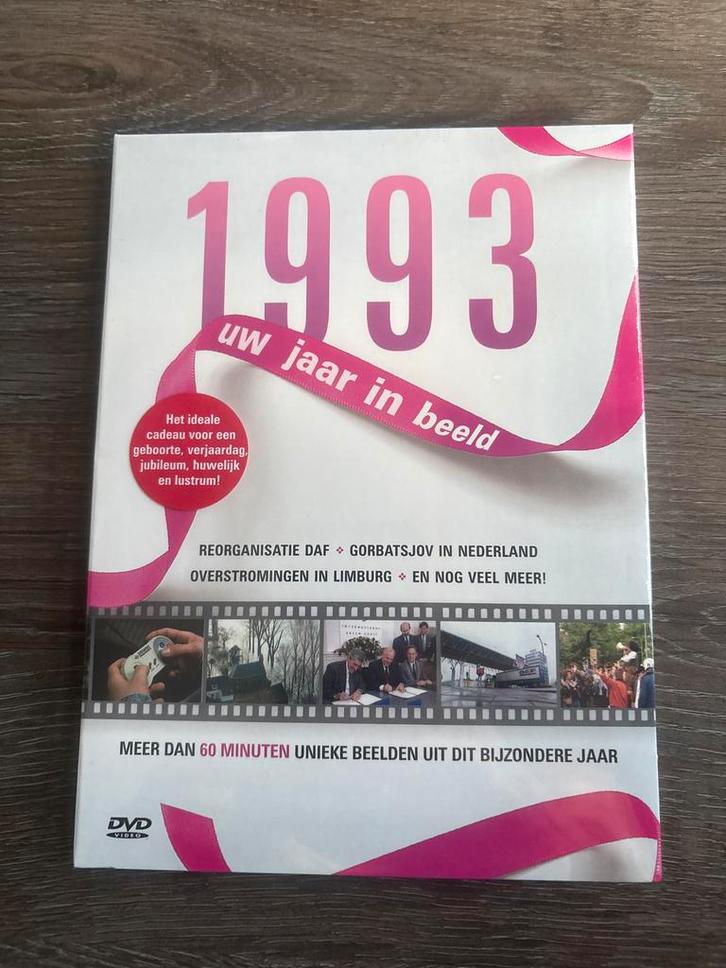 1993
uw jaar in beeld
Het ideale
cadeau voor een
geboorte, verjaardag,
jubileum, huwelijk
en lustrum!
REORGANISATIE DAF ❖ GORBATSJOV IN NEDERLAND
OVERSTROMINGEN IN LIMBURG ❖ EN NOG VEEL MEER!
MEER DAN 60 MINUTEN UNIEKE BEELDEN UIT DIT BIJZONDERE JAAR
DVD
VIDEO